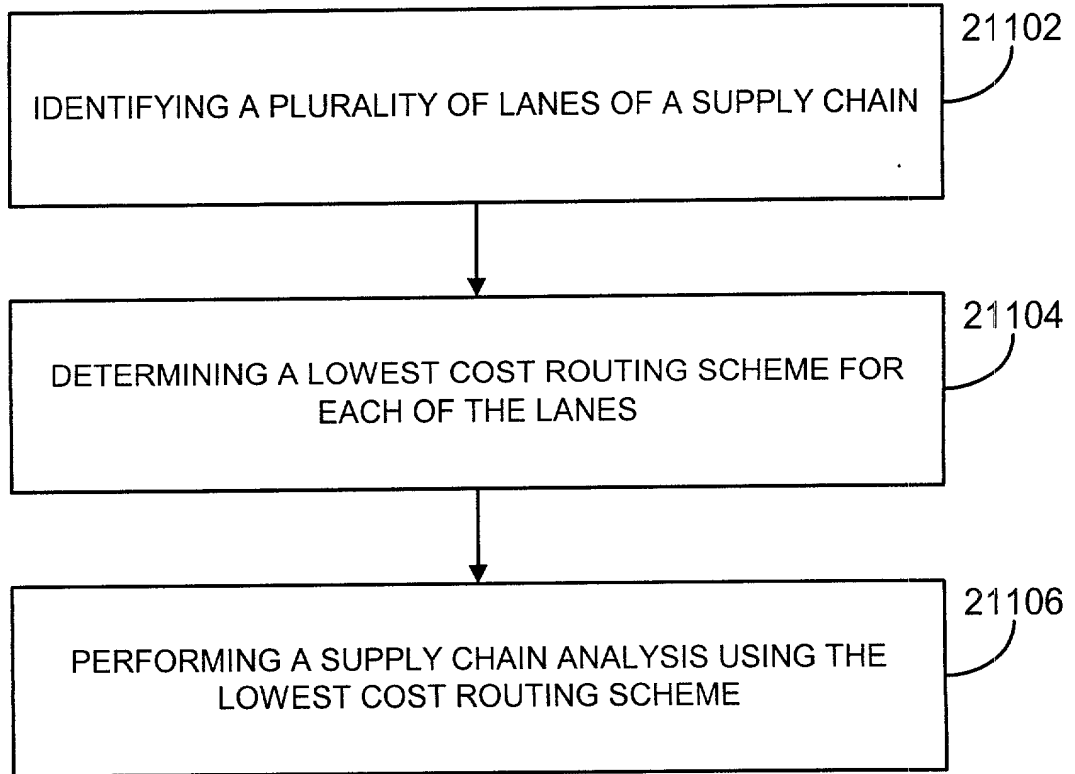 21102
IDENTIFYING A PLURALITY OF LANES OF A SUPPLY CHAIN
21104
DETERMINING A LOWEST COST ROUTING SCHEME FOR
EACH OF THE LANES
21106
PERFORMING A SUPPLY CHAIN ANALYSIS USING THE
LOWEST COST ROUTING SCHEME